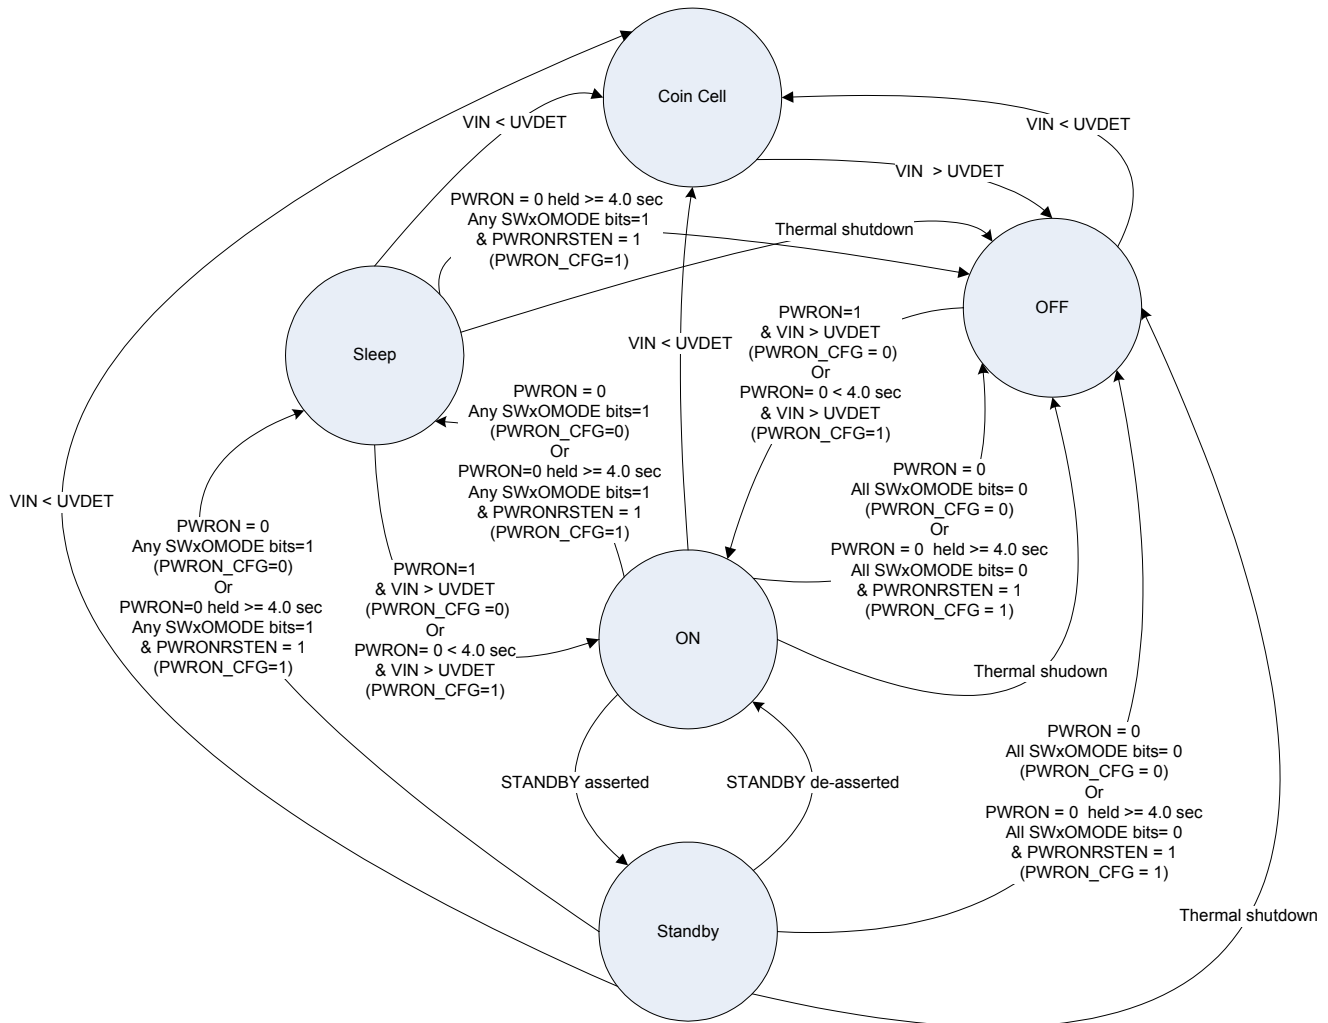 Coin Cell
VIN < UVDET
VIN < UVDET
VIN > UVDET
PWRON = 0 held >= 4.0 sec
Any SWxOMODE bits=1
& PWRONRSTEN = 1
(PWRON_CFG=1)
Thermal shutdown
OFF
Sleep
PWRON=1
& VIN > UVDET
(PWRON_CFG = 0)
Or
PWRON= 0 < 4.0 sec
& VIN > UVDET
(PWRON_CFG=1)
VIN < UVDET
PWRON = 0
Any SWxOMODE bits=1
(PWRON_CFG=0)
Or
PWRON=0 held >= 4.0 sec
Any SWxOMODE bits=1
& PWRONRSTEN = 1
(PWRON_CFG=1)
PWRON = 0
All SWxOMODE bits= 0
(PWRON_CFG = 0)
Or
PWRON = 0 held >= 4.0 sec
All SWxOMODE bits= 0
& PWRONRSTEN = 1
(PWRON_CFG = 1)
VIN < UVDET
PWRON = 0
Any SWxOMODE bits=1
(PWRON_CFG=0)
Or
PWRON=0 held >= 4.0 sec
Any SWxOMODE bits=1
& PWRONRSTEN = 1
(PWRON_CFG=1)
PWRON=1
& VIN > UVDET
(PWRON_CFG =0)
Or
PWRON= 0 < 4.0 sec
& VIN > UVDET
(PWRON_CFG=1)
ON
Thermal shudown
STANDBY asserted
STANDBY de-asserted
PWRON = 0
All SWxOMODE bits= 0
(PWRON_CFG = 0)
Or
PWRON = 0 held >= 4.0 sec
All SWxOMODE bits= 0
& PWRONRSTEN = 1
(PWRON_CFG = 1)
Standby
Thermal shutdown